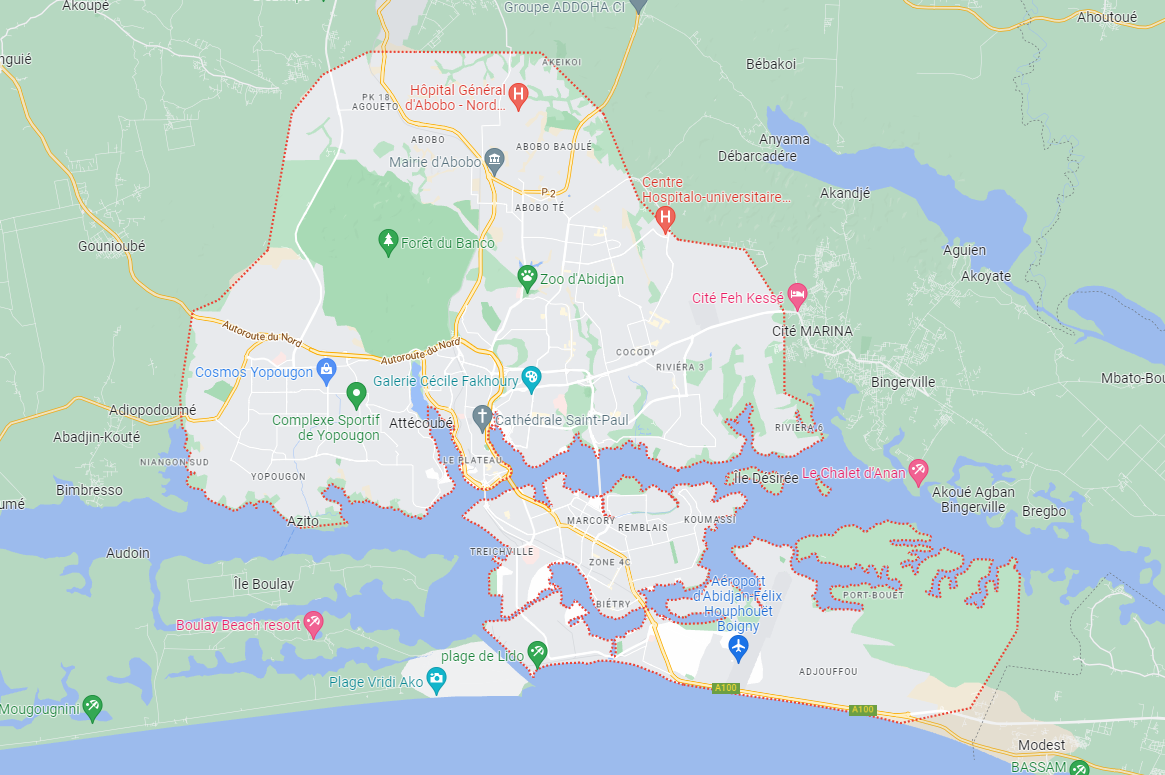 Akoupé
Groupe ADDOHA CI
Ahoutoué
AKEIKOI
Bébakoi
Hôpital Général
d'Abobo - Nord...
PK 18
AGOUETO
ABOBO
ABOBO BAOULÉ
Anyama
Débarcadére
Mairie d'Abobo
Centre
Hospitalo-universitaire...
P 2
ABOBO TÉ
Akandjé
Gounioubé
Forêt du Banco
Aguien
Zoo d'Abidjan
Akoyate
Cité Feh Kessé
Autoroute du Nord
Cité MARINA
Autoroute du Nord
COCODY
RIVIÉRA 3
Cosmos Yopougon
Galerie Cécile Fakhoury
Bingerville
Adiopodoumé
Complexe Sportif
de Yopougon
Attécoubé
Cathédrale Saint-Paul
RIVIERA 6
Abadjin-Kouté
NIANGON SUD
LE PLATEAU
YOPOUGON
Île Désirée
Le Chalet d'Anan
Bimbresso
Akoué Agban
Bingerville
Bregbo
Azito
MARCORY
REMBLAIS
KOUMASSI
Audoin
TREICHVILLE
ZONE 4C
Île Boulay
Aéroport
d'Abidjan-Félix
Houphouët
Boigny
PORT-BOUËT
BIÉTRY
Boulay Beach resort
plage de Lido
ADJOUFFOU
Plage Vridi Ako
A100
A100
Mougougnini
Modest
BASSAM